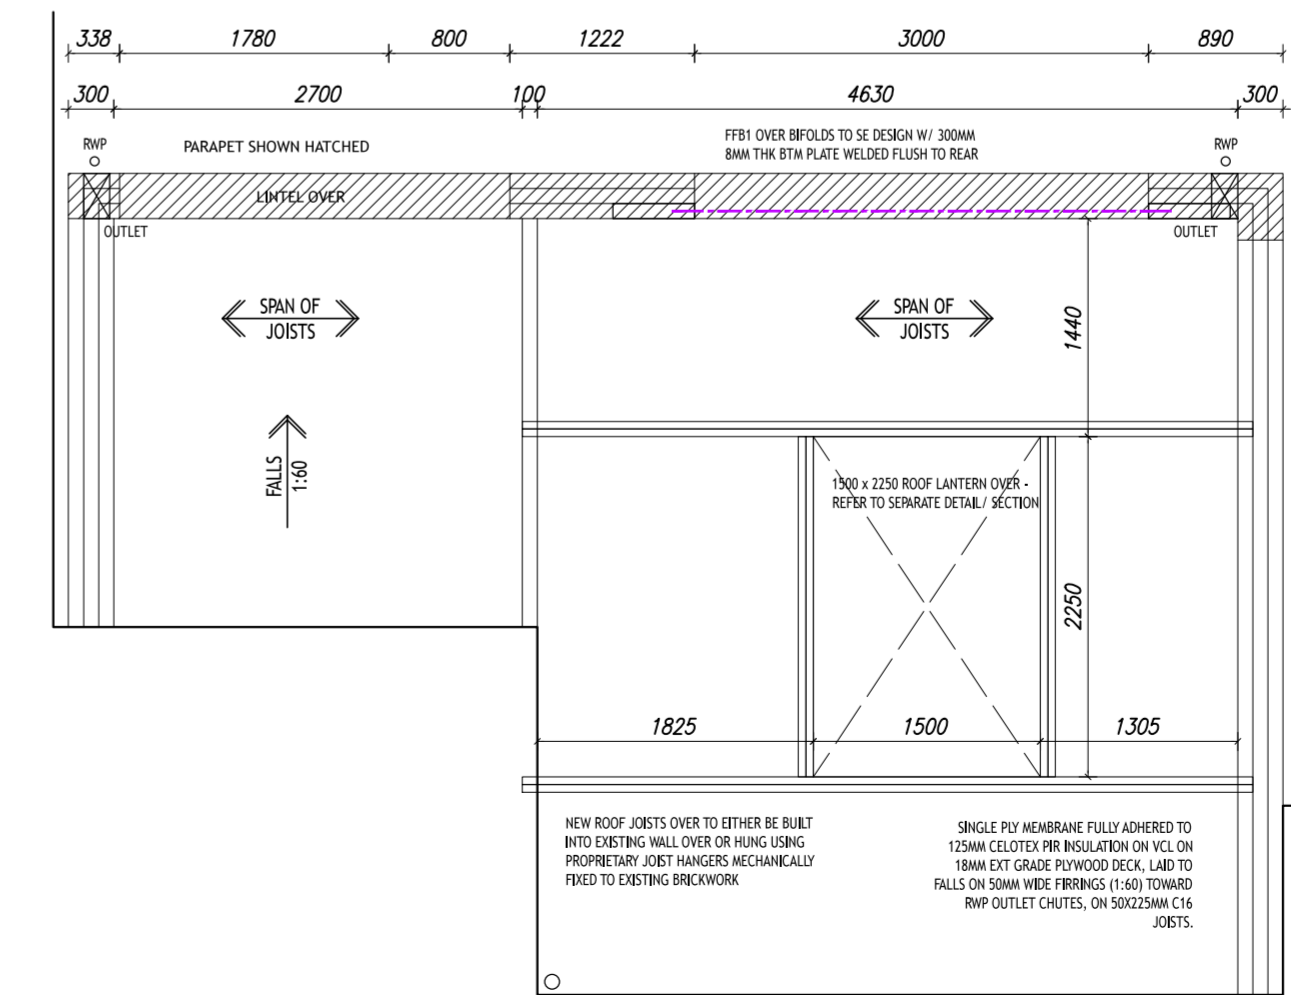 338 1780 800 1222 3000 890
300 2700 100 4630 300
RWP
PARAPET SHOWN HATCHED
FFB1 OVER BIFOLDS TO SE DESIGN W/ 300MM
8MM THK BTM PLATE WELDED FLUSH TO REAR
RWP
LINTEL OVER
OUTLET
OUTLET
SPAN OF
JOISTS
SPAN OF
JOISTS
1440
FALLS
1:60
1500 x 2250 ROOF LANTERN OVER -
REFER TO SEPARATE DETAIL/ SECTION
2250
1825 1500 1305
NEW ROOF JOISTS OVER TO EITHER BE BUILT
INTO EXISTING WALL OVER OR HUNG USING
PROPRIETARY JOIST HANGERS MECHANICALLY
FIXED TO EXISTING BRICKWORK
SINGLE PLY MEMBRANE FULLY ADHERED TO
125MM CELOTEX PIR INSULATION ON VCL ON
18MM EXT GRADE PLYWOOD DECK, LAID TO
FALLS ON 50MM WIDE FIRRINGS (1:60) TOWARD
RWP OUTLET CHUTES, ON 50X225MM C16
JOISTS.